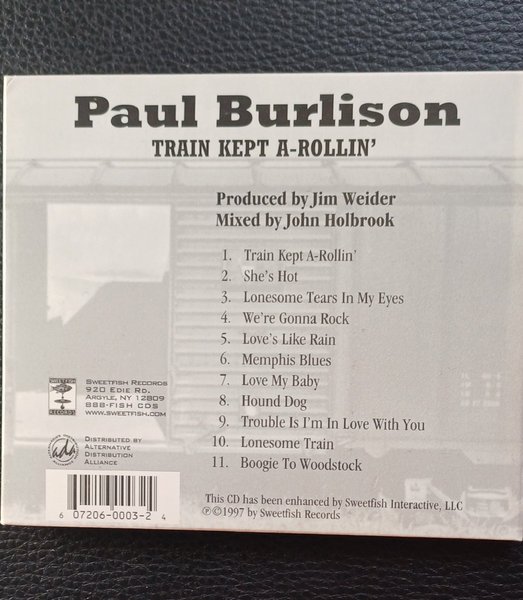 Paul Burlison
TRAIN KEPT A-ROLLIN'
Produced by Jim Weider
Mixed by John Holbrook
1. Train Kept A-Rollin'
2. She's Hot
3. Lonesome Tears In My Eyes
4. We're Gonna Rock
5. Love's Like Rain
6. Memphis Blues
7. Love My Baby
8. Hound Dog
9. Trouble Is I'm In Love With You
10. Lonesome Train
11. Boogie To Woodstock
SWEETFISH
RECORDS
Sweetfish Records
920 Edie Rd.
Argyle, NY 12809
888-FISH CDS
www.sweetfish.com
Distributed by
Alternative
Distribution
Alliance
6 07206-0003-2 4
This CD has been enhanced by Sweetfish Interactive, LLC
℗©1997 by Sweetfish Records